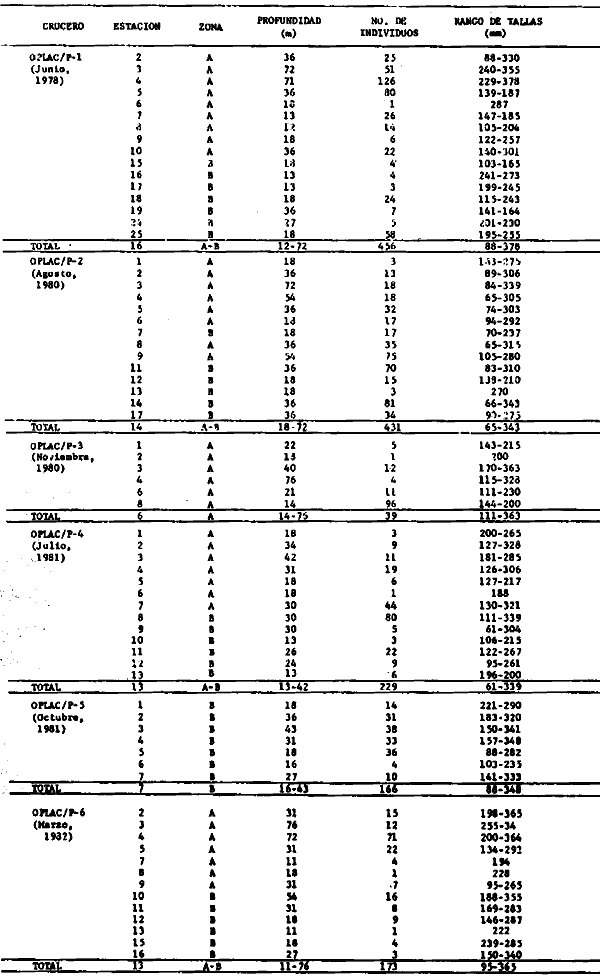 CRUCERO ESTACION ZONA PROFUNDIDAD (m) NO. DE INDIVIDUOS RANGO DE TALLAS (mm)
OPLAC/P-1 2 A 36 25 88-330
(Junio, 3 A 72 51 240-355
1978) 4 A 71 126 229-378
5 A 36 80 139-187
6 A 18 1 287
7 A 13 26 147-185
8 A 12 14 105-204
9 A 18 6 122-257
10 A 36 22 140-301
15 B 18 4 103-165
16 B 13 4 241-273
17 B 13 3 199-245
18 B 18 24 115-243
19 B 36 7 141-164
24 B 27 5 201-230
25 B 18 58 195-255
TOTAL 16 A-B 12-72 456 88-378
OPLAC/P-2 1 A 18 3 143-275
(Agosto, 2 A 36 13 89-306
1980) 3 A 72 18 84-339
4 A 54 18 65-305
5 A 36 32 74-303
6 A 18 17 94-292
7 B 18 17 70-237
8 A 36 35 65-315
9 A 54 75 105-280
11 B 36 70 83-310
12 B 18 15 138-210
13 B 18 3 270
14 B 36 81 66-343
17 B 36 34 93-275
TOTAL 14 A-B 18-72 431 65-343
OPLAC/P-3 1 A 22 5 143-215
(Noviembre, 2 A 13 1 200
1980) 3 A 40 12 170-363
4 A 76 4 115-328
6 A 21 11 111-230
8 A 14 96 144-200
TOTAL 6 A 14-75 39 111-363
OPLAC/P-4 1 A 18 3 200-265
(Julio, 2 A 34 9 127-328
1981) 3 A 42 11 181-285
4 A 31 19 126-306
5 A 18 6 127-217
6 A 18 1 188
7 A 30 44 130-321
8 B 30 80 111-339
9 B 30 5 61-304
10 B 13 3 106-215
11 B 26 22 122-267
12 B 24 9 95-261
13 B 13 6 196-200
TOTAL 13 A-B 13-42 229 61-339
OPLAC/P-5 1 B 18 14 221-290
(Octubre, 2 B 36 31 183-320
1981) 3 B 43 38 150-341
4 B 31 33 157-348
5 B 18 36 88-282
6 B 16 4 103-235
7 B 27 10 141-333
TOTAL 7 B 16-43 166 88-348
OPLAC/P-6 2 A 31 15 198-365
(Marzo, 3 A 76 12 255-34
1982) 4 A 72 71 200-364
5 A 31 22 134-292
7 A 11 4 194
8 A 18 1 228
9 A 31 7 95-265
10 B 54 16 188-355
11 B 31 8 169-283
12 B 18 9 146-287
13 B 11 1 222
15 B 18 4 239-285
16 B 27 3 150-340
TOTAL 13 A-B 11-76 173 95-365